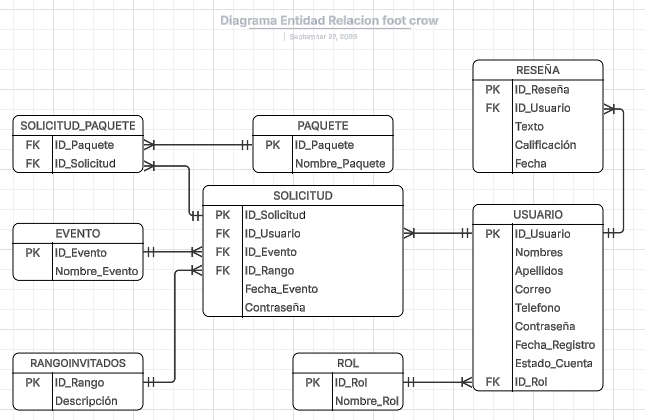 Diagrama Entidad Relacion foot crow
SOLICITUD_PAQUETE
FK ID_Paquete
FK ID_Solicitud
PAQUETE
PK ID_Paquete
Nombre_Paquete
RESEÑA
PK ID_Reseña
FK ID_Usuario
Texto
Calificación
Fecha
EVENTO
PK ID_Evento
Nombre_Evento
SOLICITUD
PK ID_Solicitud
FK ID_Usuario
FK ID_Evento
FK ID_Rango
Fecha_Evento
Contraseña
USUARIO
PK ID_Usuario
Nombres
Apellidos
Correo
Telefono
Contraseña
Fecha_Registro
Estado_Cuenta
FK ID_Rol
RANGOINVITADOS
PK ID_Rango
Descripción
ROL
PK ID_Rol
Nombre_Rol